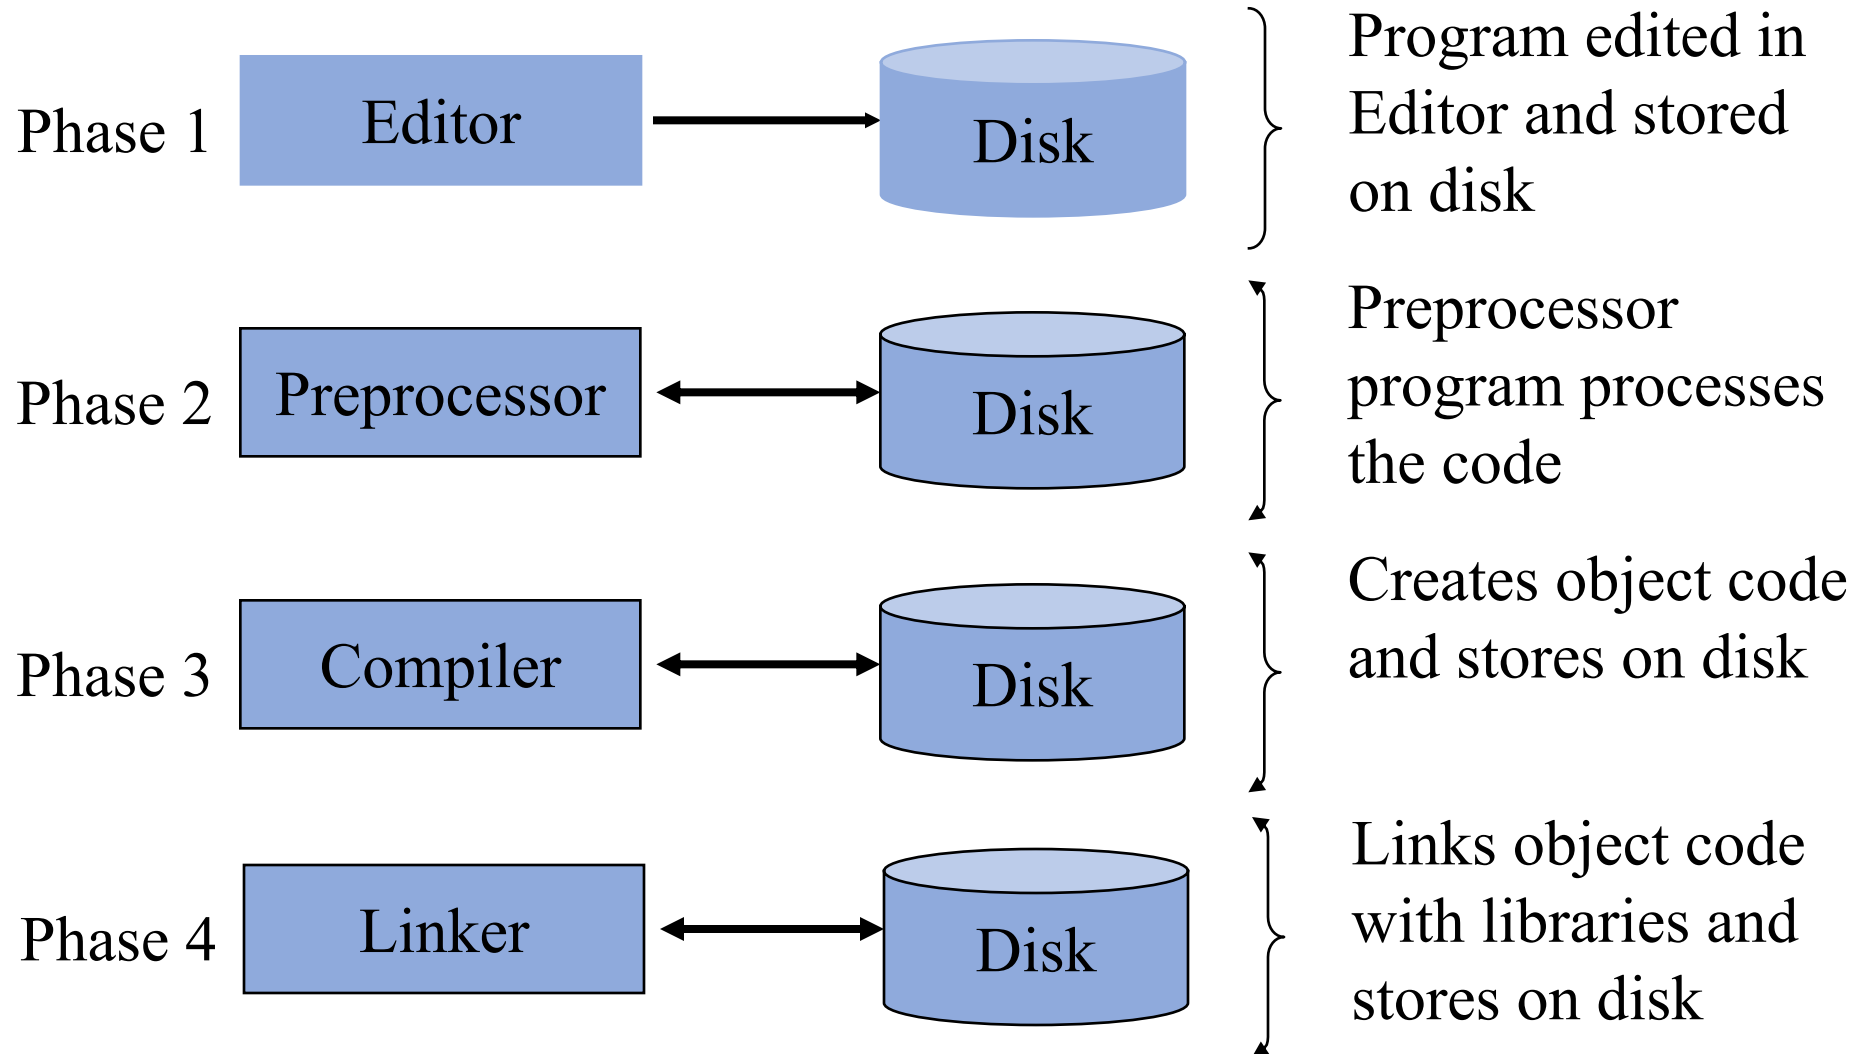 Phase 1
Editor
Disk
Program edited in
Editor and stored
on disk
Phase 2
Preprocessor
Disk
Preprocessor
program processes
the code
Phase 3
Compiler
Disk
Creates object code
and stores on disk
Phase 4
Linker
Disk
Links object code
with libraries and
stores on disk